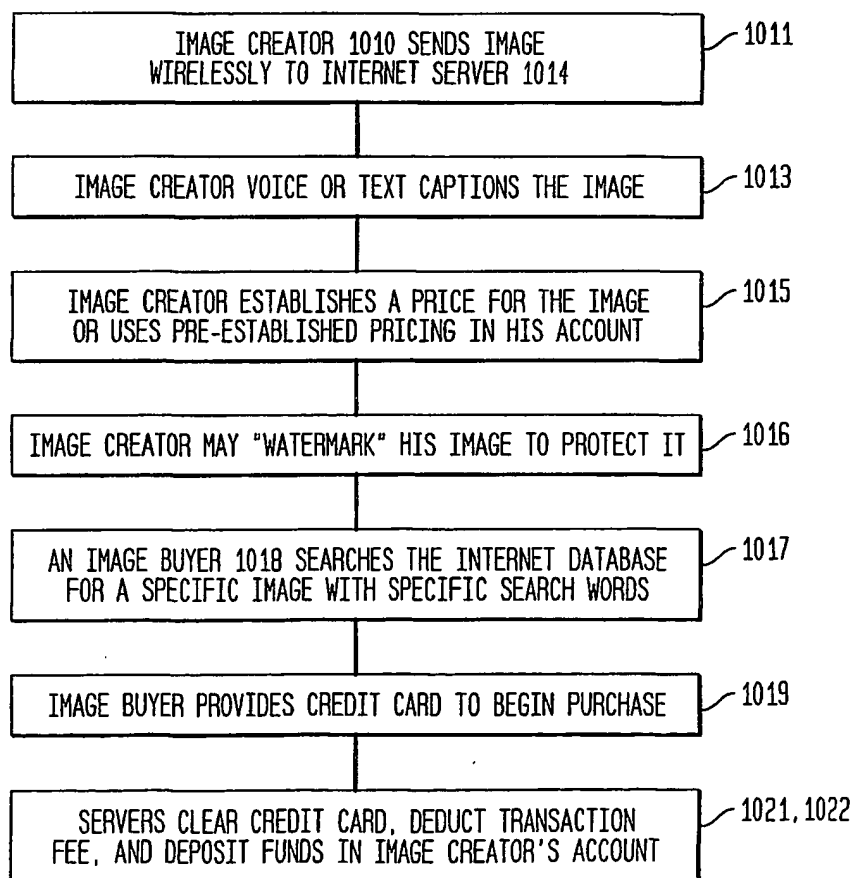 IMAGE CREATOR 1010 SENDS IMAGE
WIRELESSLY TO INTERNET SERVER 1014
1011
IMAGE CREATOR VOICE OR TEXT CAPTIONS THE IMAGE
1013
IMAGE CREATOR ESTABLISHES A PRICE FOR THE IMAGE
OR USES PRE-ESTABLISHED PRICING IN HIS ACCOUNT
1015
IMAGE CREATOR MAY "WATERMARK" HIS IMAGE TO PROTECT IT
1016
AN IMAGE BUYER 1018 SEARCHES THE INTERNET DATABASE
FOR A SPECIFIC IMAGE WITH SPECIFIC SEARCH WORDS
1017
IMAGE BUYER PROVIDES CREDIT CARD TO BEGIN PURCHASE
1019
SERVERS CLEAR CREDIT CARD, DEDUCT TRANSACTION
FEE, AND DEPOSIT FUNDS IN IMAGE CREATOR'S ACCOUNT
1021, 1022